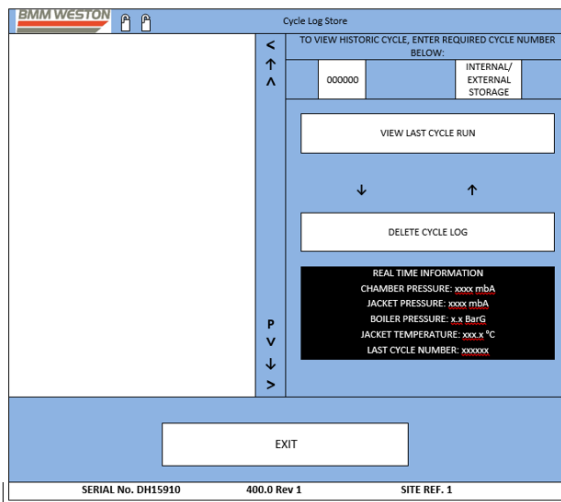 BMM WESTON
Cycle Log Store
<
↑
^
TO VIEW HISTORIC CYCLE, ENTER REQUIRED CYCLE NUMBER
BELOW:
000000
INTERNAL/
EXTERNAL
STORAGE
VIEW LAST CYCLE RUN
↓ ↑
DELETE CYCLE LOG
REAL TIME INFORMATION
CHAMBER PRESSURE: xxxx mbA
JACKET PRESSURE: xxxx mbA
BOILER PRESSURE: x.x BarG
JACKET TEMPERATURE: xxx.x °C
LAST CYCLE NUMBER: xxxxxx
P
v
↓
>
EXIT
SERIAL No. DH15910 400.0 Rev 1 SITE REF. 1